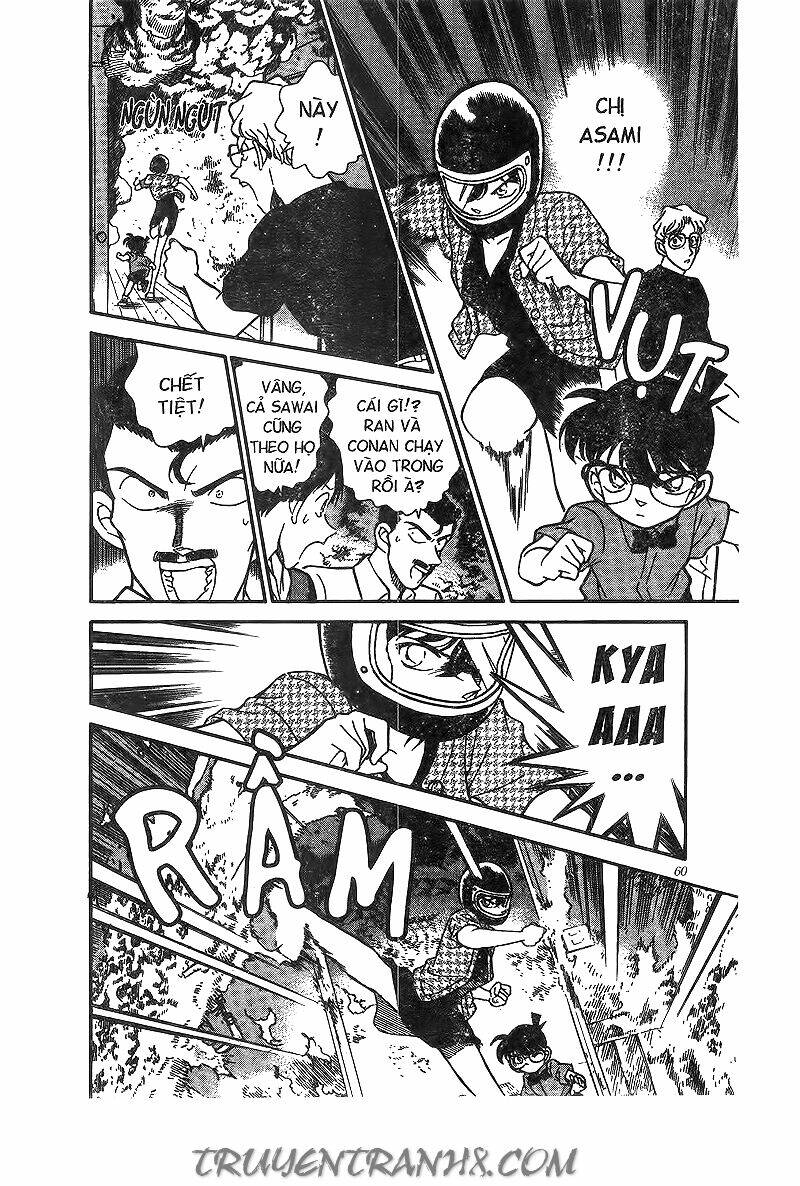 CHỊ
ASAMI
!!!
VỤT
NÀY
!
NGÙN NGỤT
CÁI GÌ!?
RAN VÀ
CONAN CHẠY
VÀO TRONG
RỒI À?
VÂNG,
CẢ SAWAI
CŨNG
THEO HỌ
NỮA!
CHẾT
TIỆT!
KYA
AAA
...
RẦM
60
TRUYENTRANH8.COM